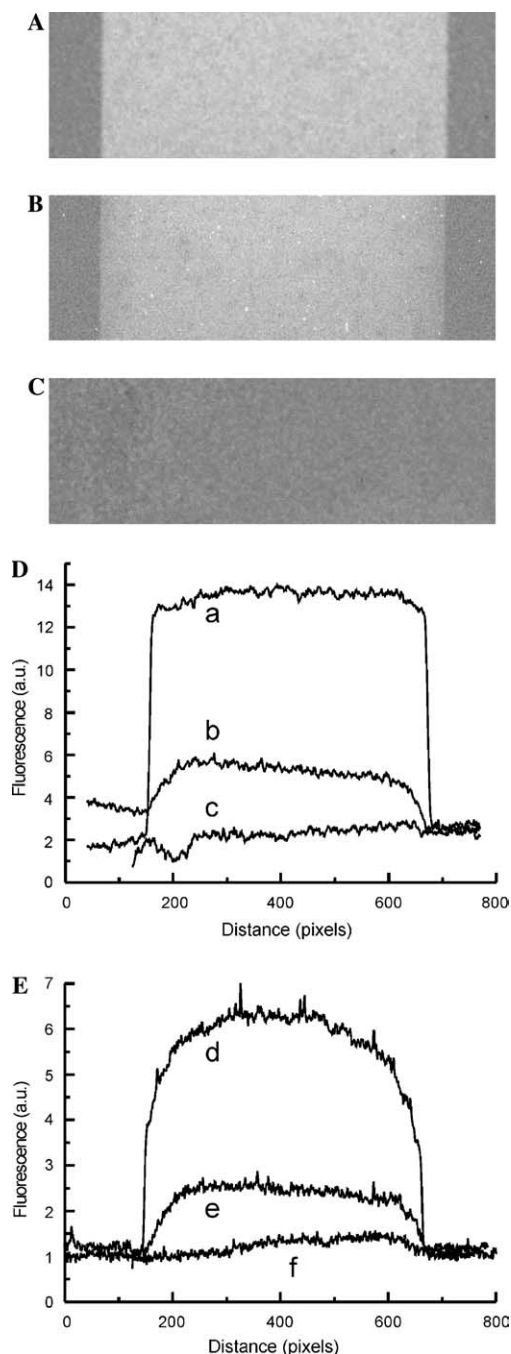 A
B
C
D
14
12
10
8
6
4
2
0
Fluorescence (a.u.)
a
b
c
0 200 400 600 800
Distance (pixels)
E
7
6
5
4
3
2
1
0
Fluorescence (a.u.)
d
e
f
0 200 400 600 800
Distance (pixels)